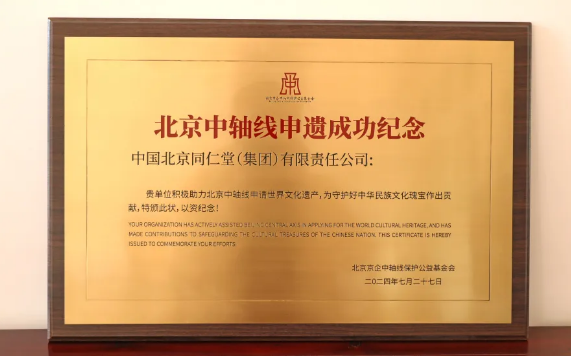 北京中轴线申遗成功纪念
中国北京同仁堂(集团)有限责任公司:
贵单位积极助力北京中轴线申请世界文化遗产,为守护好中华民族文化瑰宝作出贡
献,特颁此状,以资纪念!
YOUR ORGANIZATION HAS ACTIVELY ASSISTED BEIJING CENTRAL AXIS IN APPLYING FOR THE WORLD CULTURAL HERITAGE, AND HAS
MADE CONTRIBUTIONS TO SAFEGUARDING THE CULTURAL TREASURES OF THE CHINESE NATION. THIS CERTIFICATE IS HEREBY
ISSUED TO COMMEMORATE YOUR EFFORTS.
北京京企中轴线保护公益基金会
二〇二四年七月二十七日